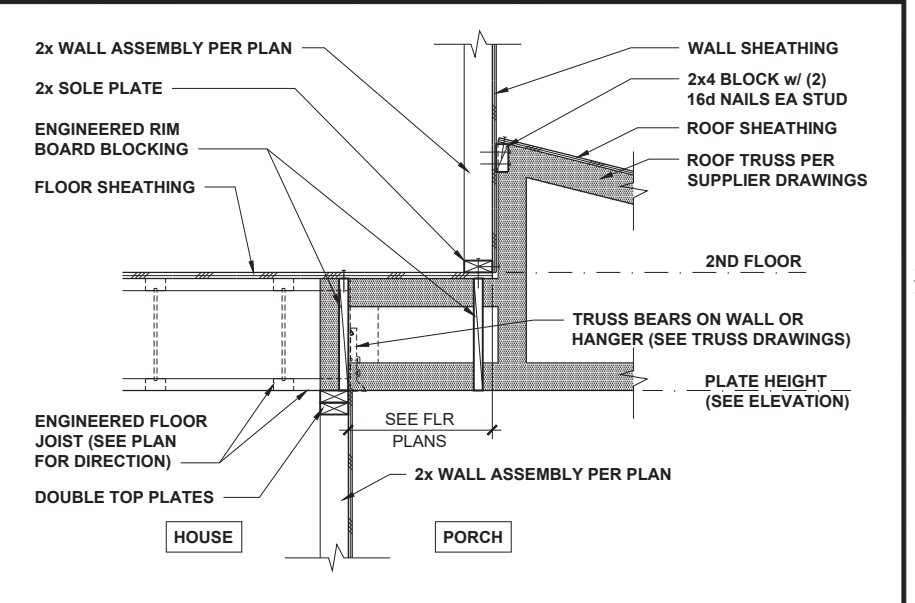 2x WALL ASSEMBLY PER PLAN
2x SOLE PLATE
ENGINEERED RIM
BOARD BLOCKING
FLOOR SHEATHING
WALL SHEATHING
2x4 BLOCK w/ (2)
16d NAILS EA STUD
ROOF SHEATHING
ROOF TRUSS PER
SUPPLIER DRAWINGS
2ND FLOOR
TRUSS BEARS ON WALL OR
HANGER (SEE TRUSS DRAWINGS)
PLATE HEIGHT
(SEE ELEVATION)
ENGINEERED FLOOR
JOIST (SEE PLAN
FOR DIRECTION)
DOUBLE TOP PLATES
SEE FLR
PLANS
2x WALL ASSEMBLY PER PLAN
HOUSE
PORCH